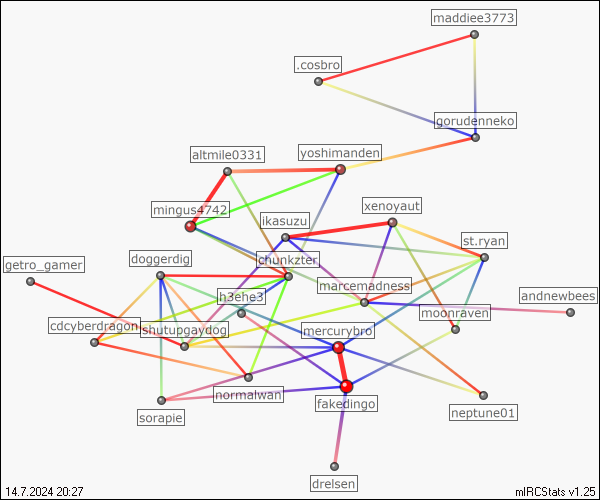 maddiee3773
.cosbro
gorudenneko
altmile0331
yoshimanden
xenoyaut
mingus4742
ikasuzu
st.ryan
doggerdig
chunkzter
getro_gamer
marcemadness
h3ehe3
andnewbees
moonraven
cdcyberdragon
shutupgaydog
mercurybro
normalwan
fakedingo
sorapie
neptune01
drelsen
14.7.2024 20:27
mIRCStats v1.25